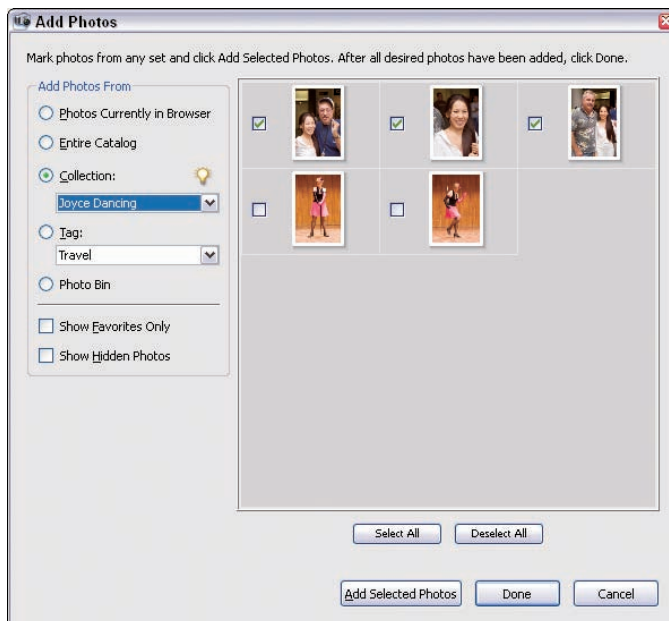 Add Photos
Mark photos from any set and click Add Selected Photos. After all desired photos have been added, click Done.
Add Photos From
Photos Currently in Browser
Entire Catalog
Collection:
Joyce Dancing
Tag:
Travel
Photo Bin
Show Favorites Only
Show Hidden Photos
Select All
Deselect All
Add Selected Photos
Done
Cancel